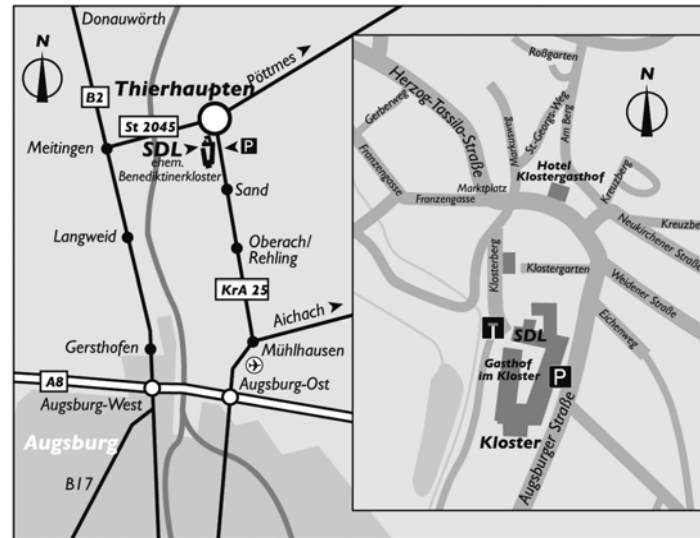 Donauwörth
N
Pöttmes
Thierhaupten
B2
St 2045
SDL
P
Meitingen
ehem.
Benediktinerkloster
Sand
Langweid
Oberach/
Rehling
KrA 25
Aichach
Gersthofen
Mühlhausen
A8
Augsburg-West
Augsburg-Ost
Augsburg
B17
Roßgarten
N
Herzog-Tassilo-Straße
Gerberweg
St-Georgs-Weg
Am Berg
Marktweg
Franzengasse
Hotel
Klostergasthof
Marktplatz
Franzengasse
Kreuzberg
Kreuzbe
Neukirchener Straße
Klosterberg
Klostergarten
Weidener Straße
T
SDL
Eichenweg
Gasthof
im Kloster
P
Kloster
Augsburger Straße